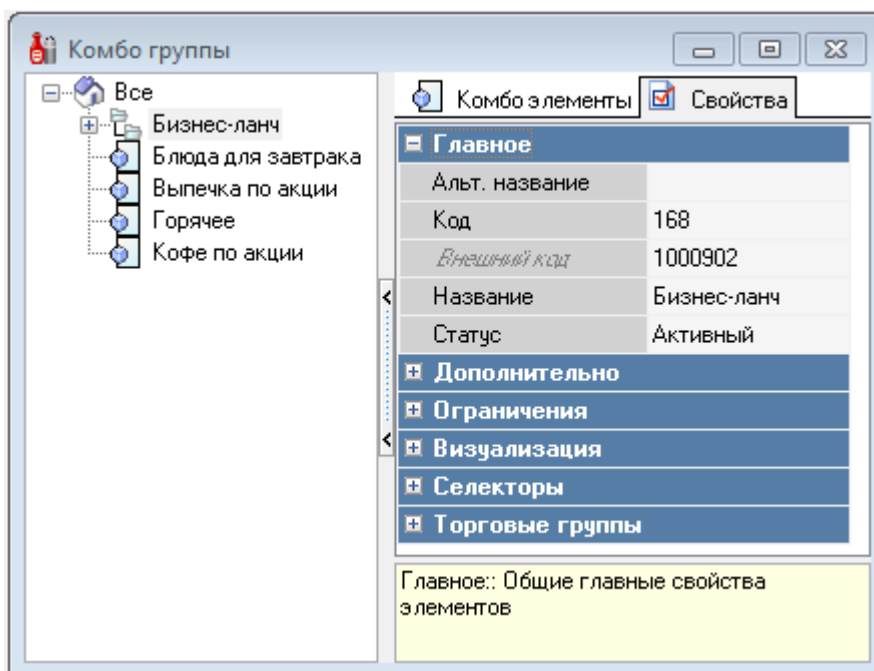 Комбо группы
Все
Бизнес-ланч
Блюда для завтрака
Выпечка по акции
Горячее
Кофе по акции
Комбо элементы Свойства
Главное
Альт. название
Код 168
Внешний код 1000902
Название Бизнес-ланч
Статус Активный
Дополнительно
Ограничения
Визуализация
Селекторы
Торговые группы
Главное:: Общие главные свойства
элементов